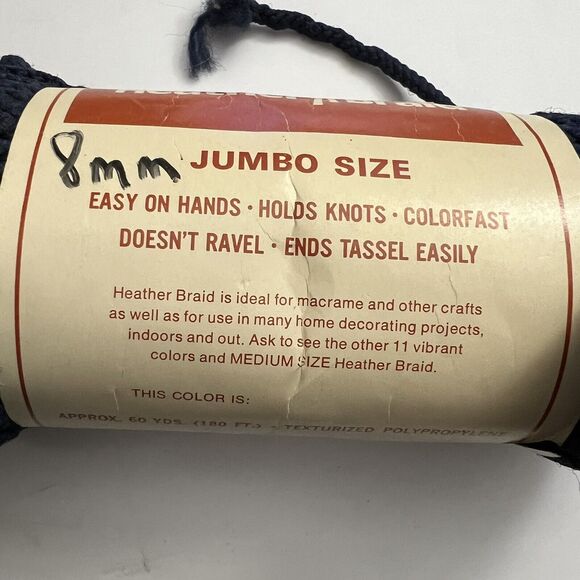 8mm JUMBO SIZE
EASY ON HANDS · HOLDS KNOTS · COLORFAST
DOESN'T RAVEL · ENDS TASSEL EASILY
Heather Braid is ideal for macrame and other crafts
as well as for use in many home decorating projects,
indoors and out. Ask to see the other 11 vibrant
colors and MEDIUM SIZE Heather Braid.
THIS COLOR IS:
APPROX. 60 YDS. (180 FT.) - TEXTURIZED POLYPROPYLENE